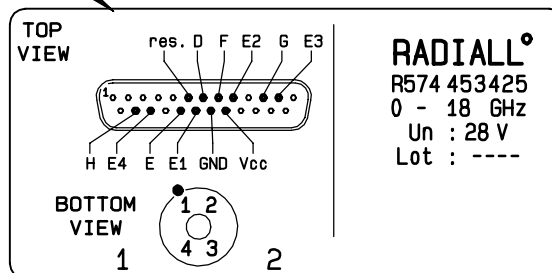 TOP
VIEW
res. D F E2 G E3
1
H E4 E E1 GND Vcc
BOTTOM
VIEW
1 2
4 3
1 2
RADIALL°
R574 453425
0 - 18 GHz
Un : 28 V
Lot : ----